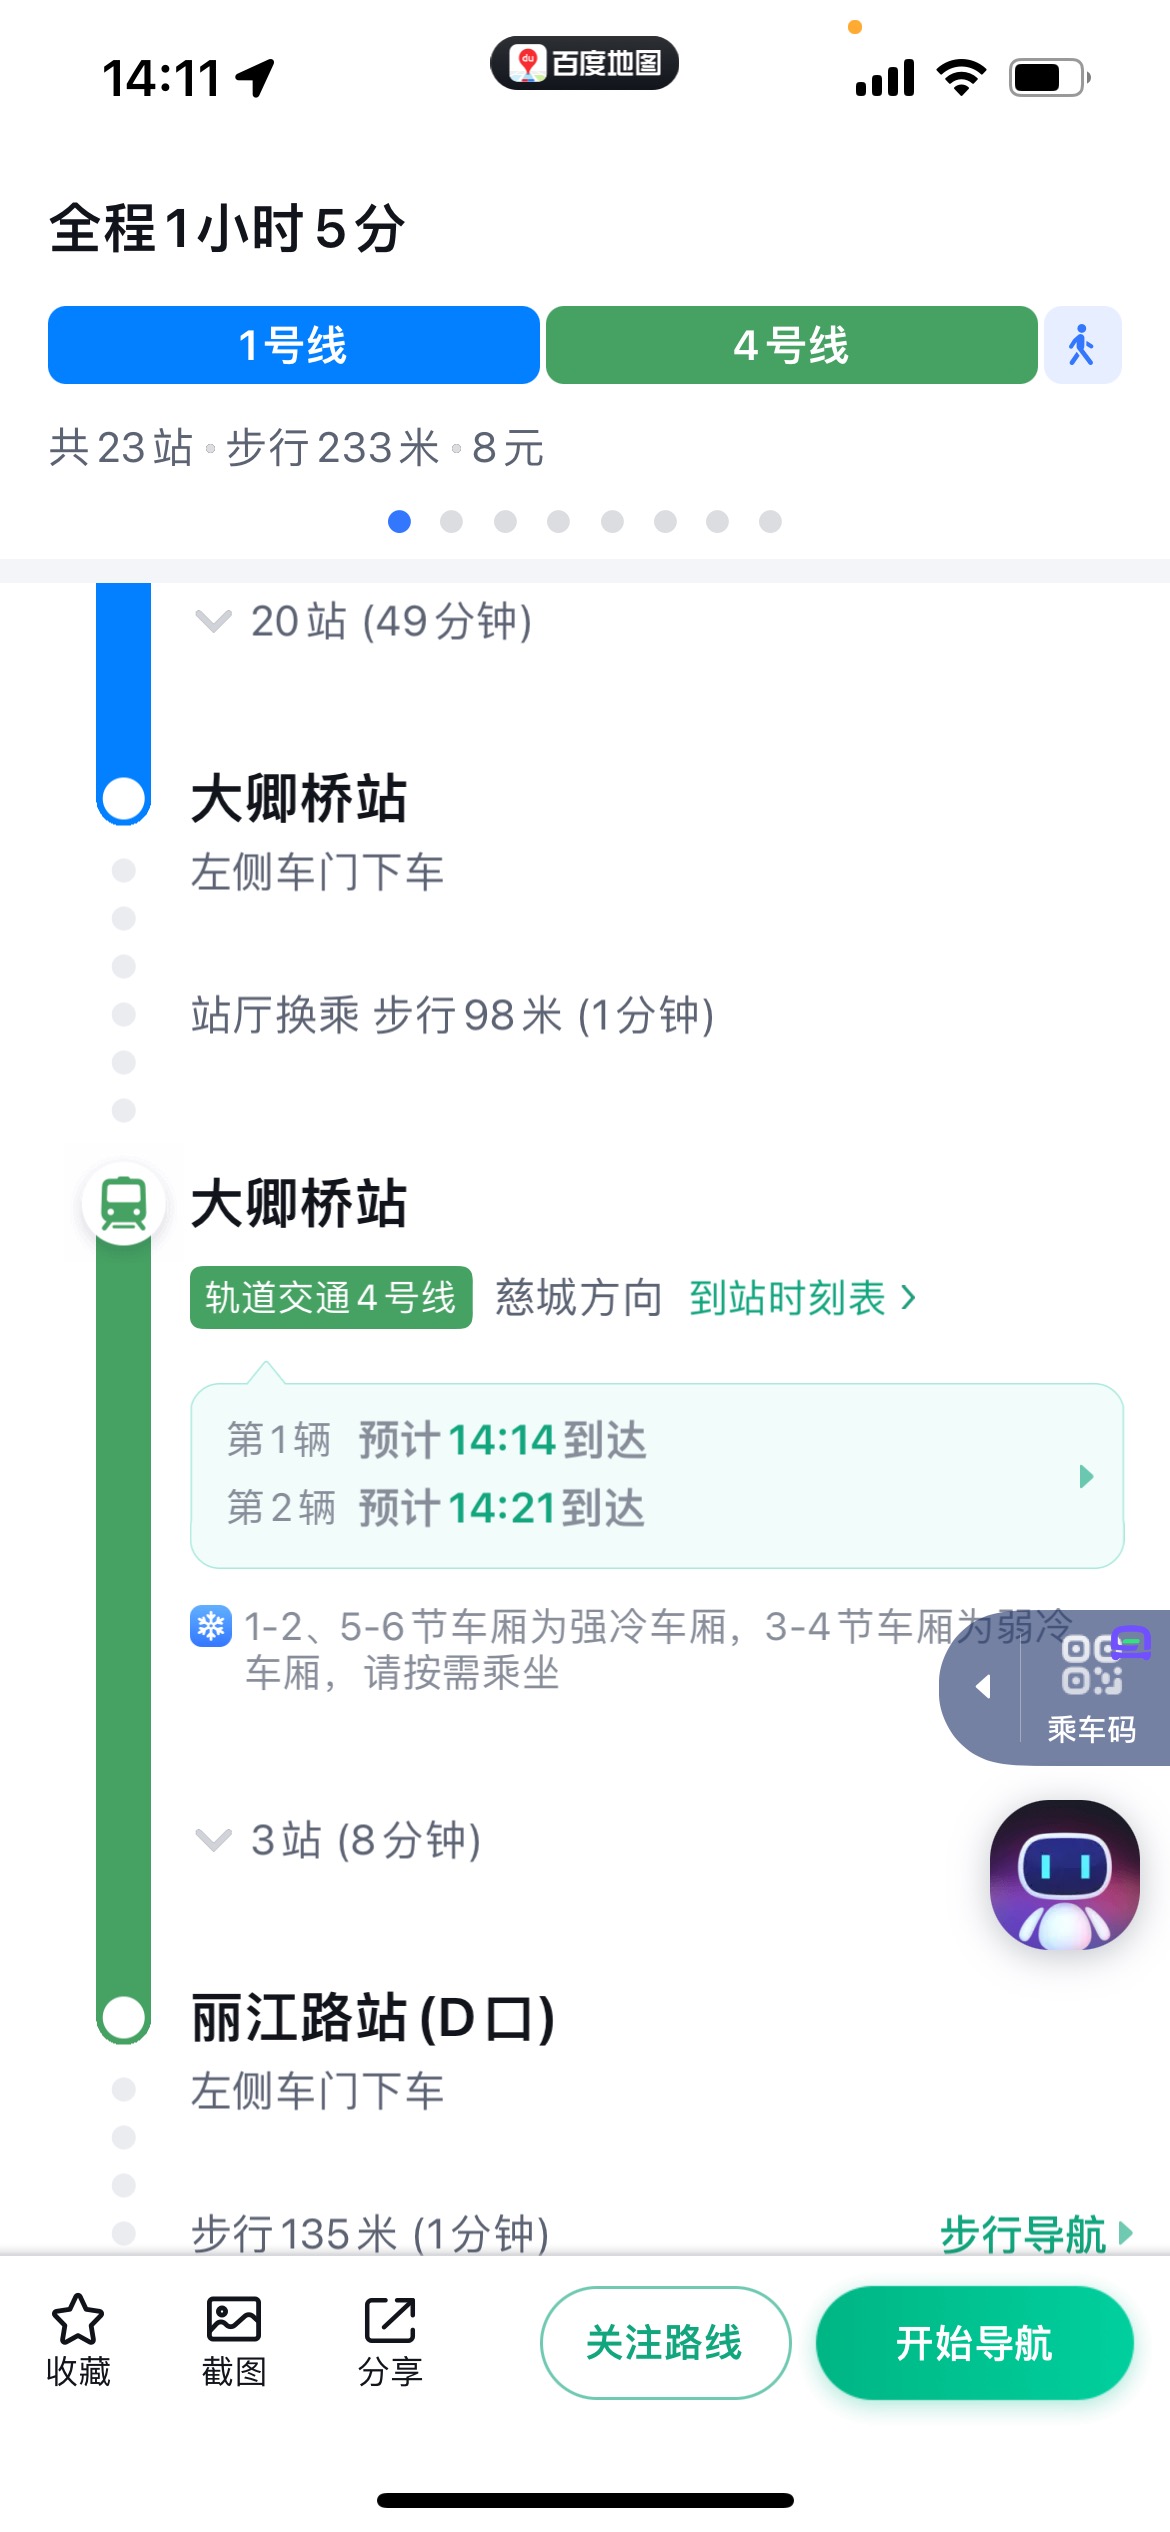 14:11
百度地图
全程1小时5分
1号线
4号线
共23站·步行233米·8元
20站 (49分钟)
大卿桥站
左侧车门下车
站厅换乘 步行98米 (1分钟)
大卿桥站
轨道交通4号线 慈城方向 到站时刻表
第1辆 预计14:14到达
第2辆 预计14:21到达
1-2、5-6节车厢为强冷车厢，3-4节车厢为弱冷
车厢，请按需乘坐
乘车码
3站 (8分钟)
丽江路站(D口)
左侧车门下车
步行135米 (1分钟)
步行导航
收藏
截图
分享
关注路线
开始导航